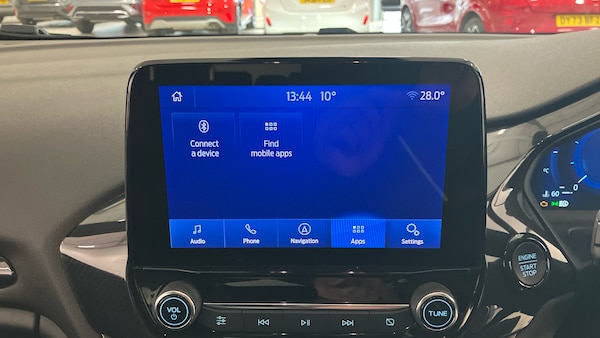 13:44 10° 28.0°
Connect
a device
Find
mobile apps
Audio Phone Navigation Apps Settings
60
ENGINE
START
STOP
VOL
TUNE